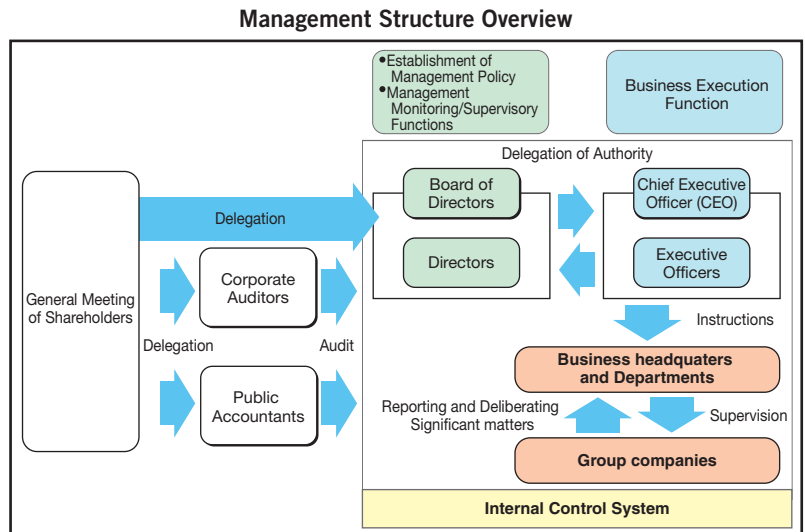 Management Structure Overview
•Establishment of
Management Policy
•Management
Monitoring/Supervisory
Functions
Business Execution
Function
Delegation of Authority
Board of
Directors
Chief Executive
Officer (CEO)
Delegation
Directors
Executive
Officers
General Meeting
of Shareholders
Corporate
Auditors
Delegation
Audit
Instructions
Public
Accountants
Business headquaters
and Departments
Reporting and Deliberating
Significant matters
Supervision
Group companies
Internal Control System